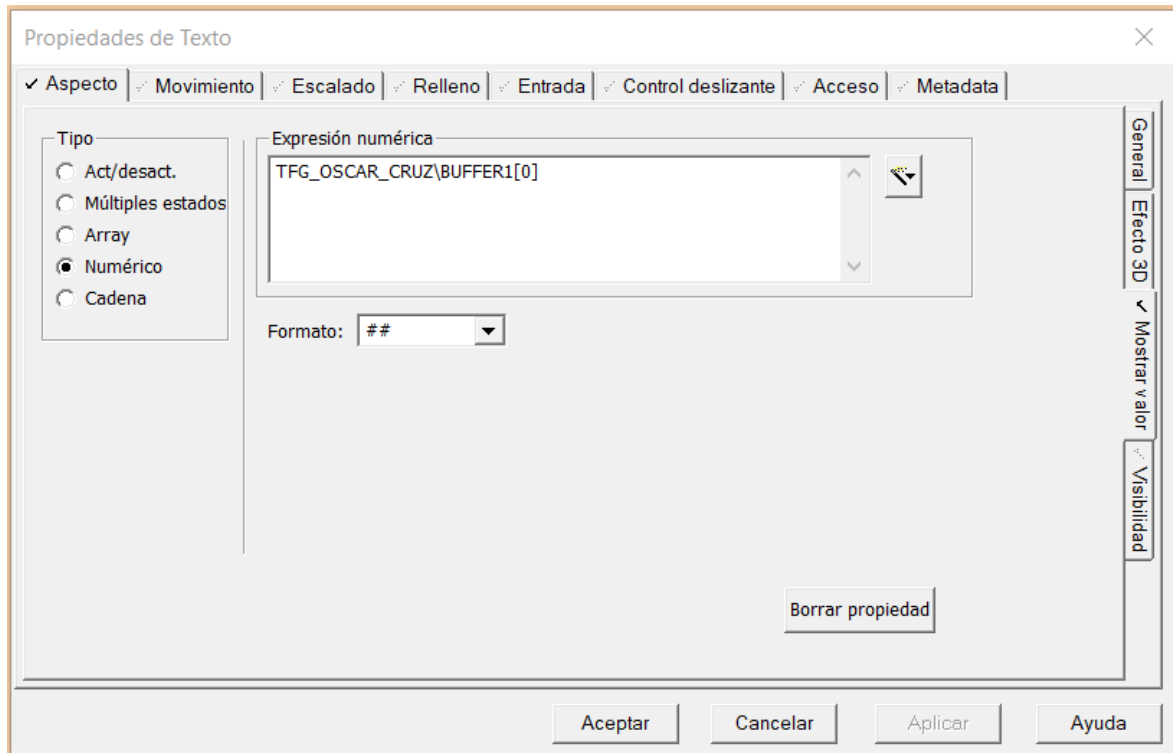 Propiedades de Texto
Aspecto Movimiento Escalado Relleno Entrada Control deslizante Acceso Metadata
Tipo
Act/desact.
Múltiples estados
Array
Numérico
Cadena
Expresión numérica
TFG_OSCAR_CRUZ\BUFFER1[0]
Formato: ##
General
Efecto 3D
Mostrar valor
Visibilidad
Borrar propiedad
Aceptar Cancelar Aplicar Ayuda